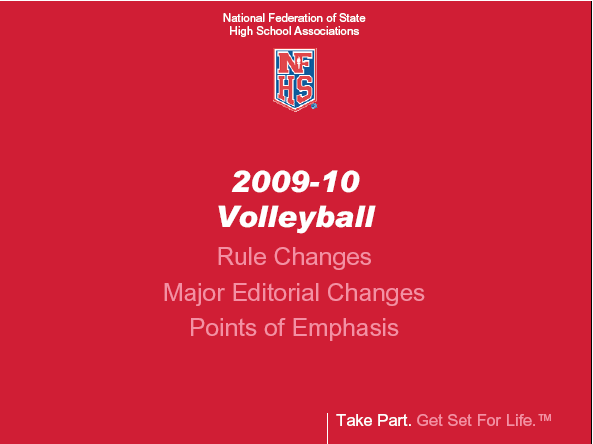 National Federation of State
High School Associations
NF
HS
2009-10
Volleyball
Rule Changes
Major Editorial Changes
Points of Emphasis
Take Part. Get Set For Life.™